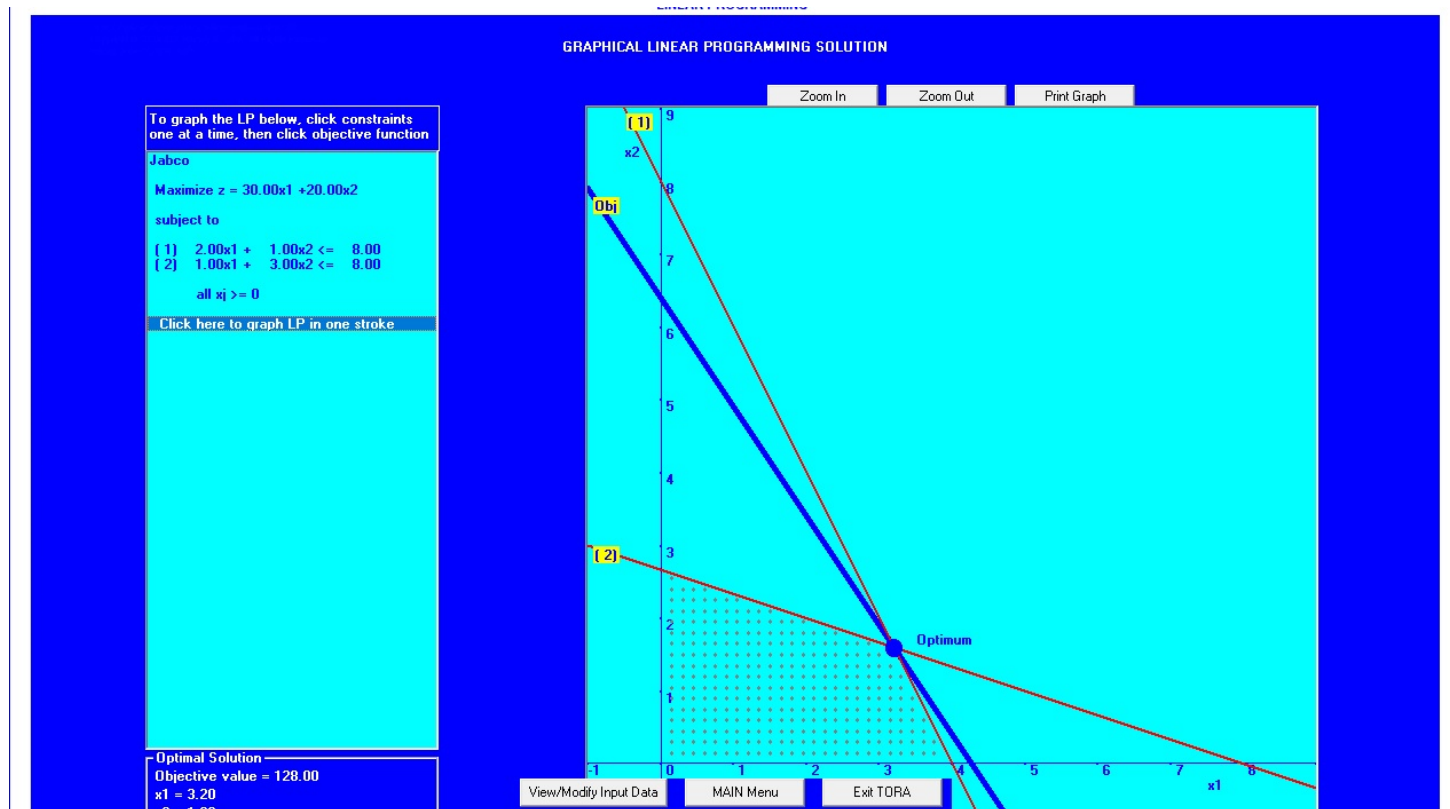 LINEAR PROGRAMMING
GRAPHICAL LINEAR PROGRAMMING SOLUTION
Zoom In
Zoom Out
Print Graph
To graph the LP below, click constraints
one at a time, then click objective function
Jabco
Maximize z = 30.00x1 +20.00x2
subject to
( 1) 2.00x1 + 1.00x2 <= 8.00
( 2) 1.00x1 + 3.00x2 <= 8.00
all xj >= 0
Click here to graph LP in one stroke
Optimal Solution
Objective value = 128.00
x1 = 3.20
( 1)
9
x2
8
Obj
7
6
5
4
( 2)
3
2
Optimum
1
-1 0 1 2 3 4 5 6 7 8
x1
View/Modify Input Data
MAIN Menu
Exit TORA